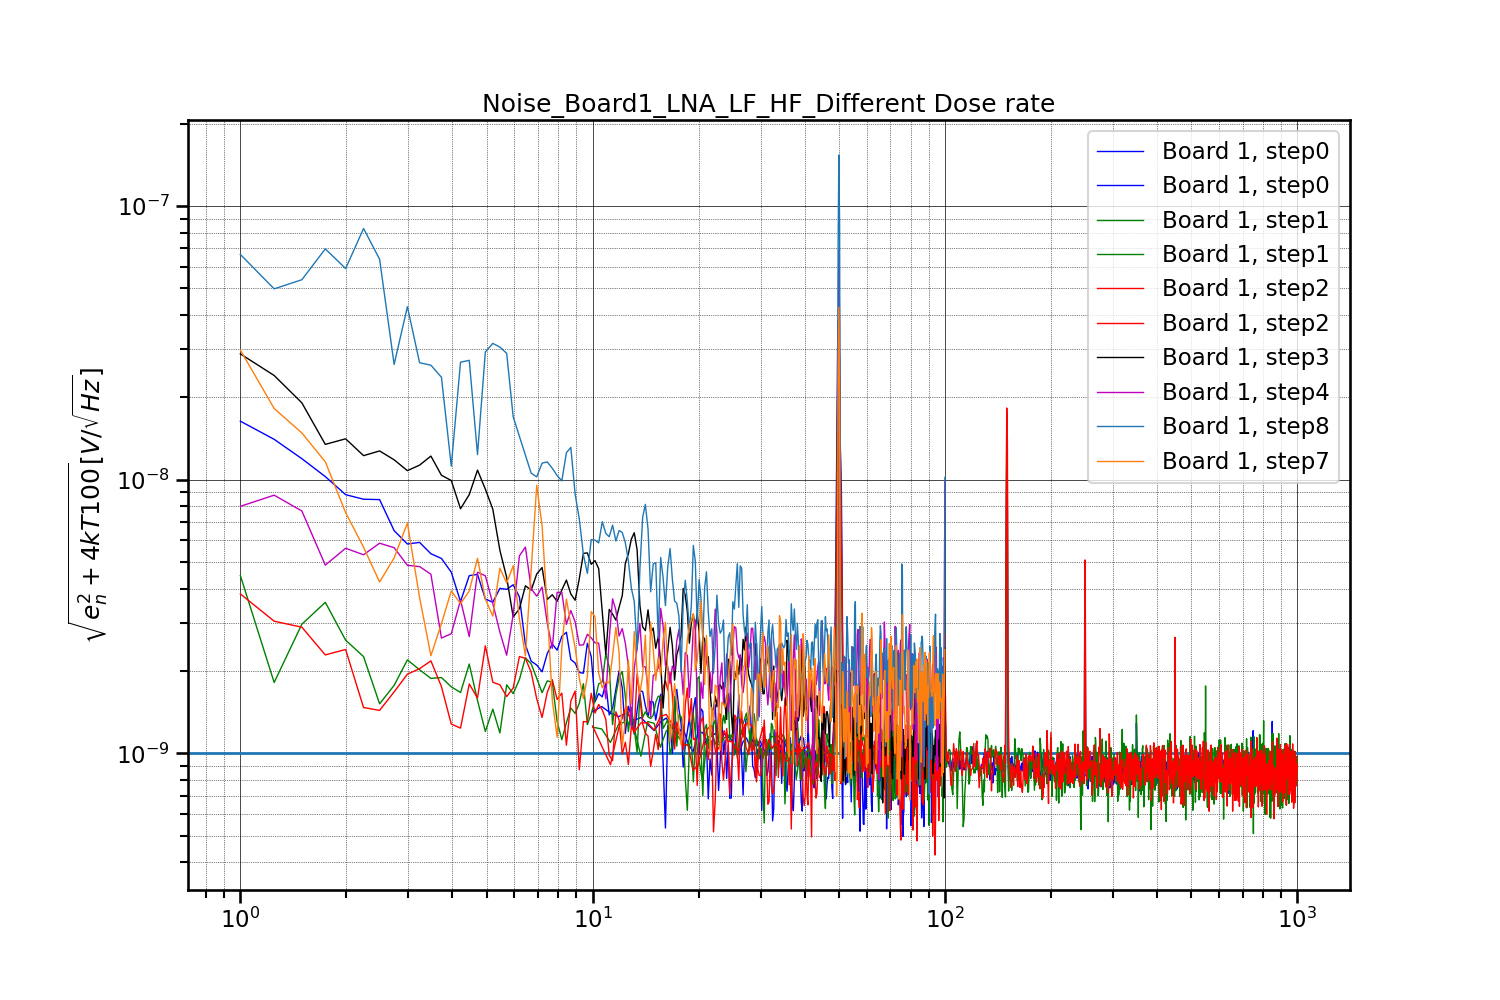 Noise_Board1_LNA_LF_HF_Different Dose rate
√(e_n^2 + 4kT100) [V/√Hz]
10^-7
10^-8
10^-9
10^0
10^1
10^2
10^3
Board 1, step0
Board 1, step0
Board 1, step1
Board 1, step1
Board 1, step2
Board 1, step2
Board 1, step3
Board 1, step4
Board 1, step8
Board 1, step7